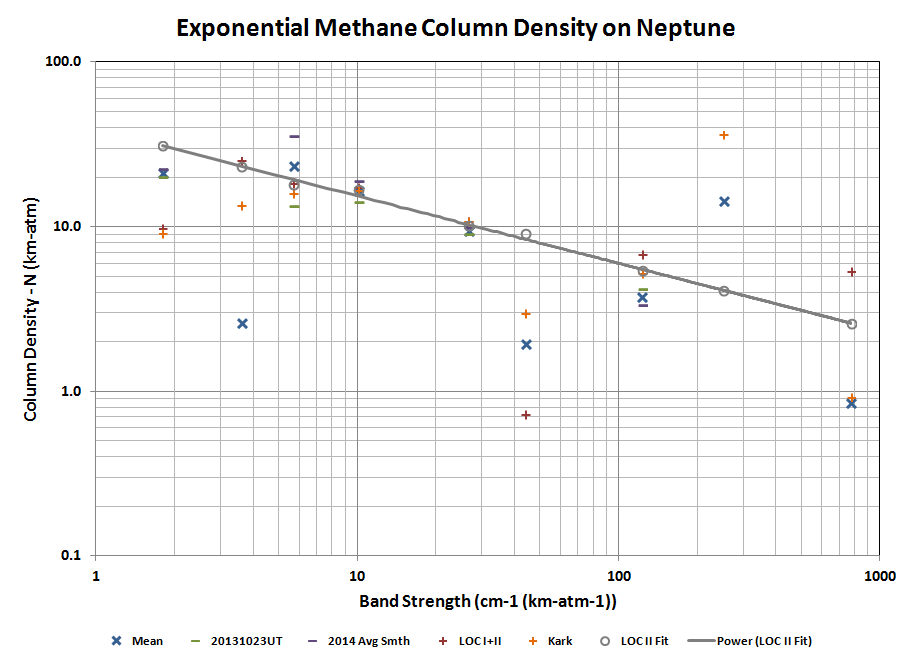 Exponential Methane Column Density on Neptune
100.0
10.0
1.0
0.1
Column Density - N (km-atm)
1 10 100 1000
Band Strength (cm-1 (km-atm-1))
Mean 20131023UT 2014 Avg Smth LOC I+II Kark LOC II Fit Power (LOC II Fit)